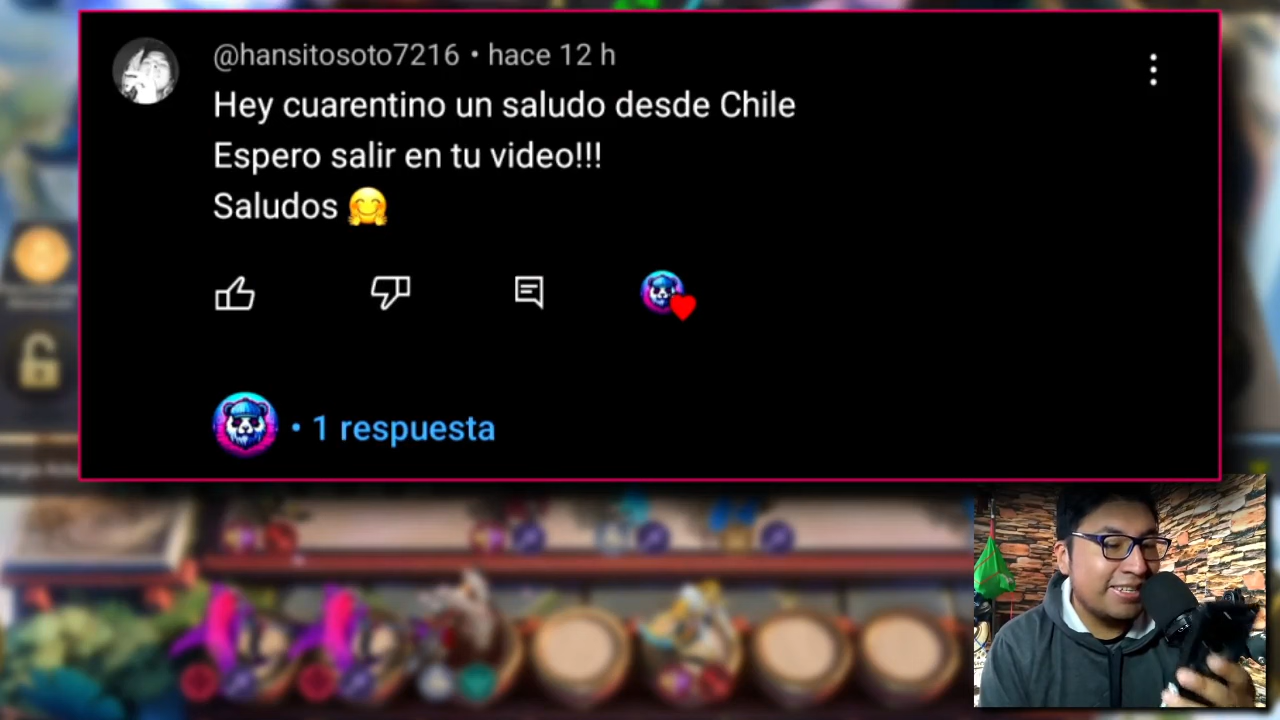 @hansitosoto7216 • hace 12 h
Hey cuarentino un saludo desde Chile
Espero salir en tu video!!!
Saludos 🤗
• 1 respuesta